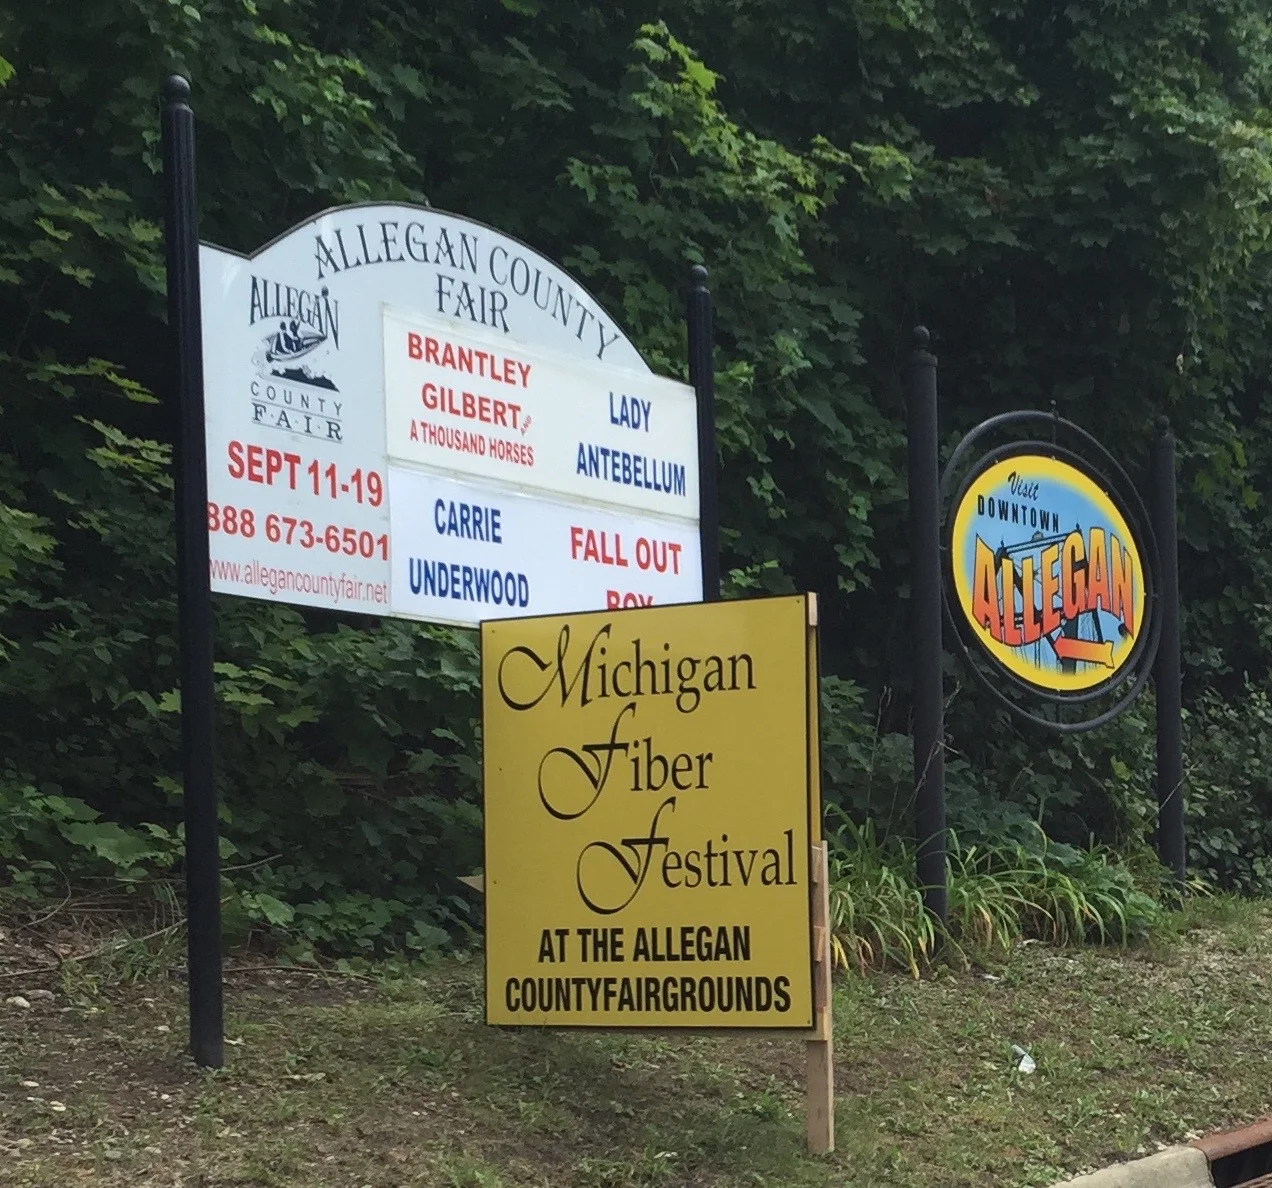 ALLEGAN COUNTY
FAIR
ALLEGAN
COUNTY
F·A·I·R
SEPT 11-19
888 673-6501
www.allegancountyfair.net
BRANTLEY
GILBERT AND
A THOUSAND HORSES
LADY
ANTEBELLUM
CARRIE
UNDERWOOD
FALL OUT
BOY
Michigan
Fiber
Festival
AT THE ALLEGAN
COUNTYFAIRGROUNDS
Visit
DOWNTOWN
ALLEGAN